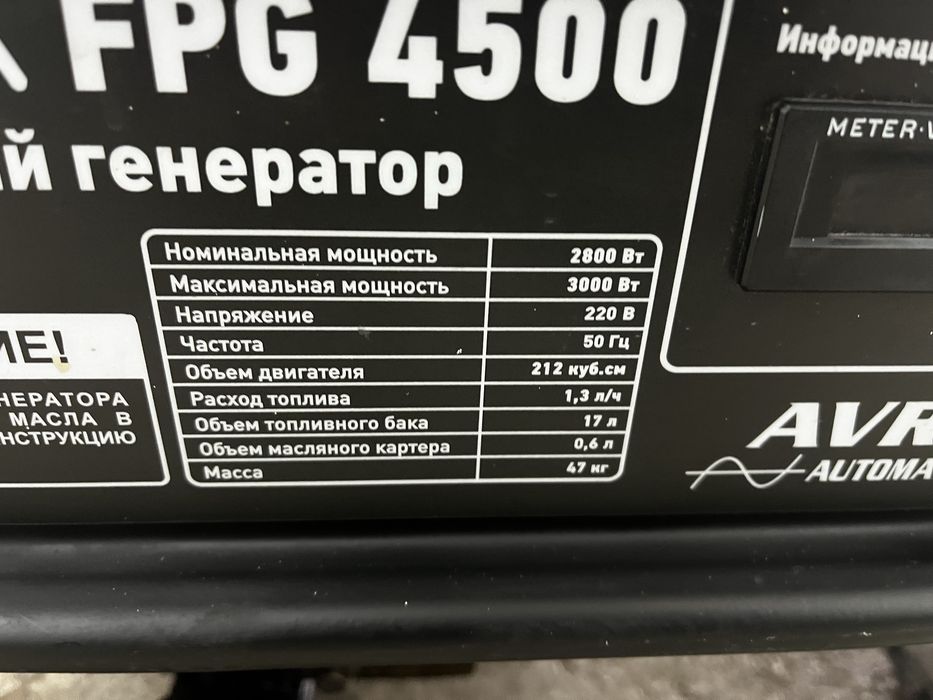 FPG 4500
генератор
Информаци
METER·V
Номинальная мощность 2800 Вт
Максимальная мощность 3000 Вт
Напряжение 220 В
Частота 50 Гц
Объем двигателя 212 куб.см
Расход топлива 1,3 л/ч
Объем топливного бака 17 л
Объем масляного картера 0,6 л
Масса 47 кг
ИЕ!
НЕРАТОРА
МАСЛА В
НСТРУКЦИЮ
AVR
AUTOMA